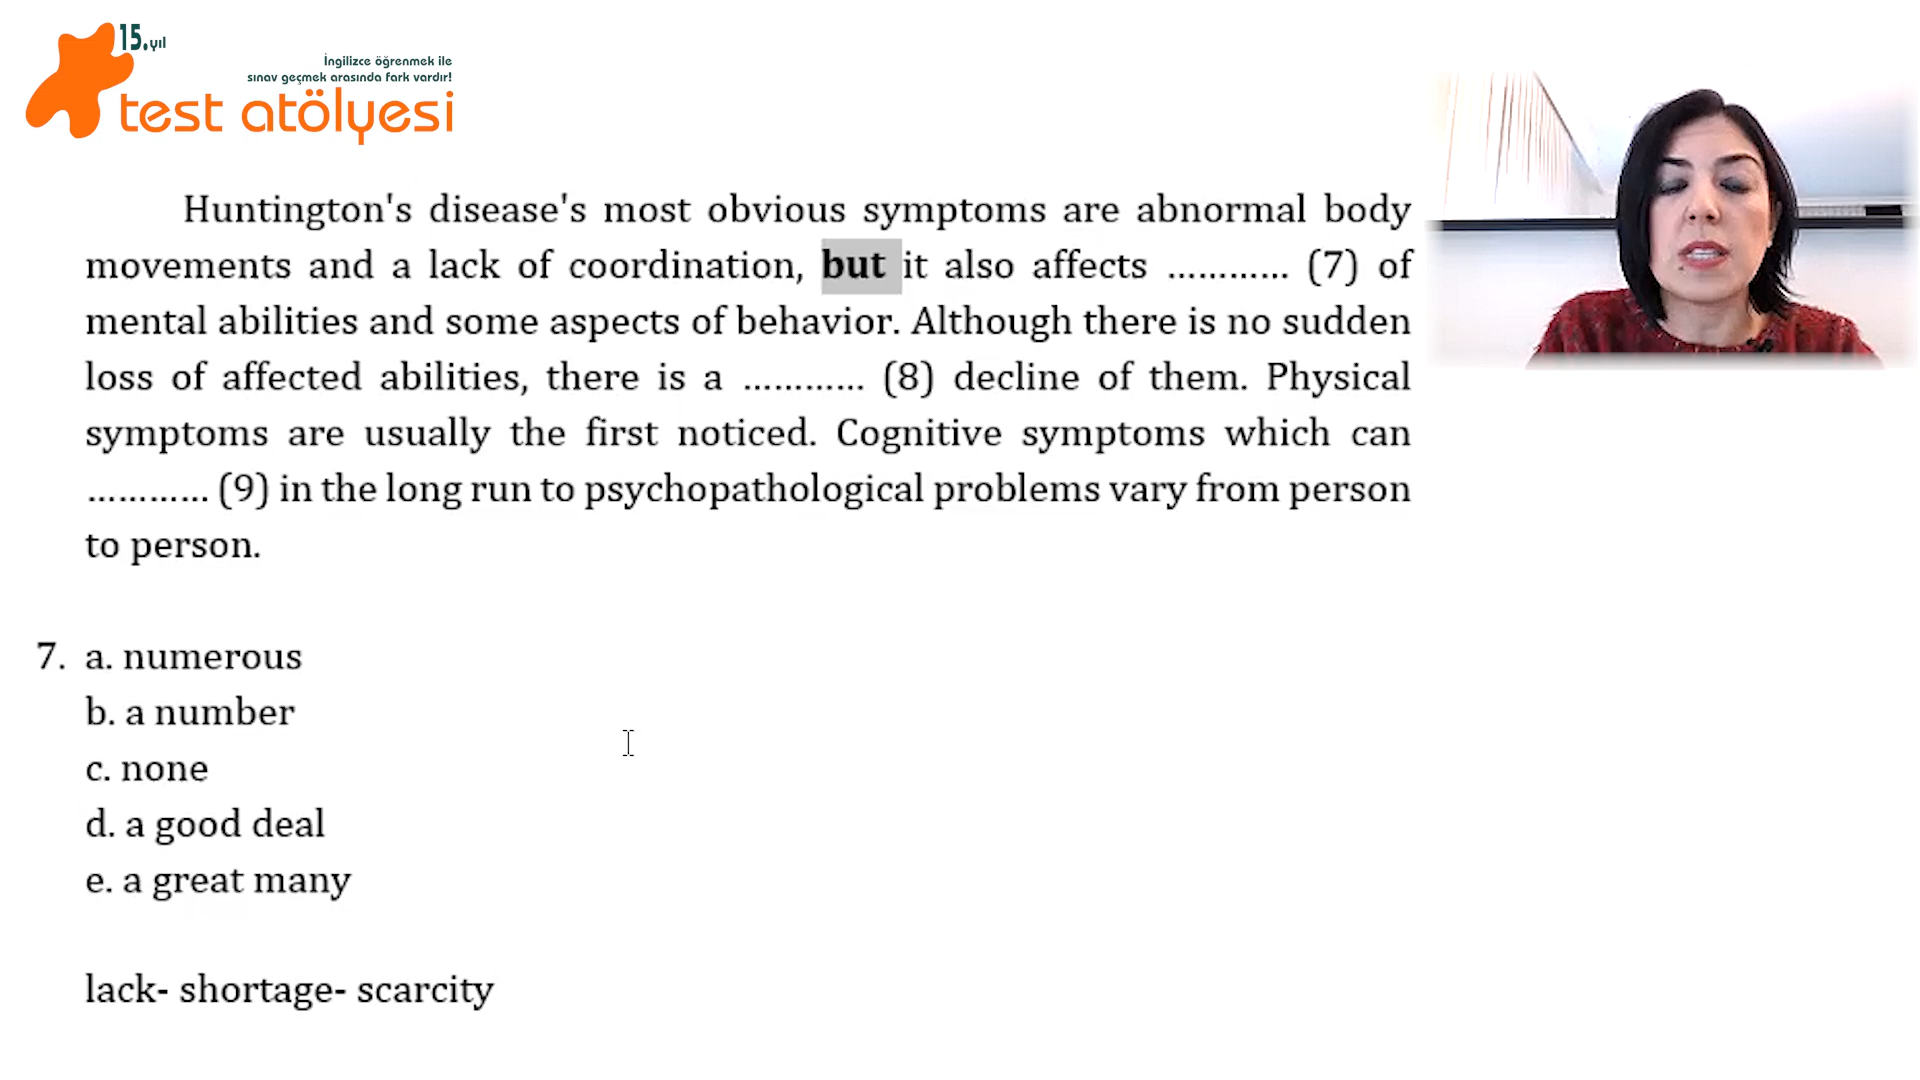 15.yıl
İngilizce öğrenmek ile
sınav geçmek arasında fark vardır!
test atölyesi
Huntington's disease's most obvious symptoms are abnormal body
movements and a lack of coordination, but it also affects ............. (7) of
mental abilities and some aspects of behavior. Although there is no sudden
loss of affected abilities, there is a ............. (8) decline of them. Physical
symptoms are usually the first noticed. Cognitive symptoms which can
............. (9) in the long run to psychopathological problems vary from person
to person.
7. a. numerous
b. a number
c. none
d. a good deal
e. a great many
lack- shortage- scarcity